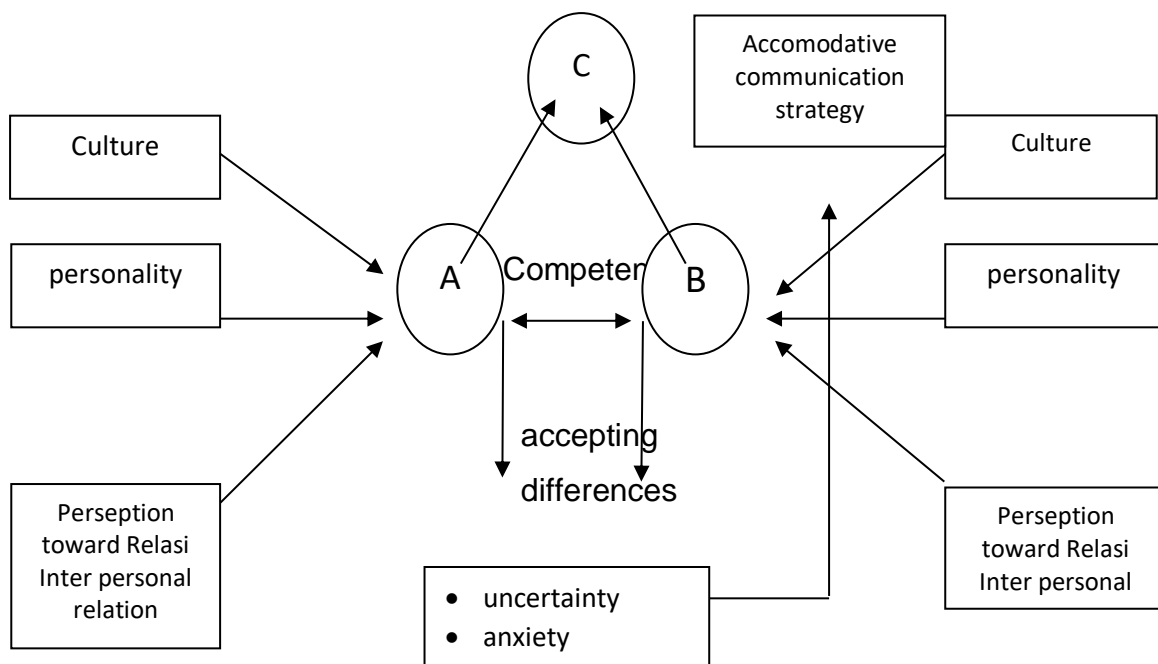 C
Accomodative
communication
strategy
Culture
Culture
personality
A
Competen
B
personality
accepting
differences
Perseption
toward Relasi
Inter personal
relation
Perseption
toward Relasi
Inter personal
• uncertainty
• anxiety